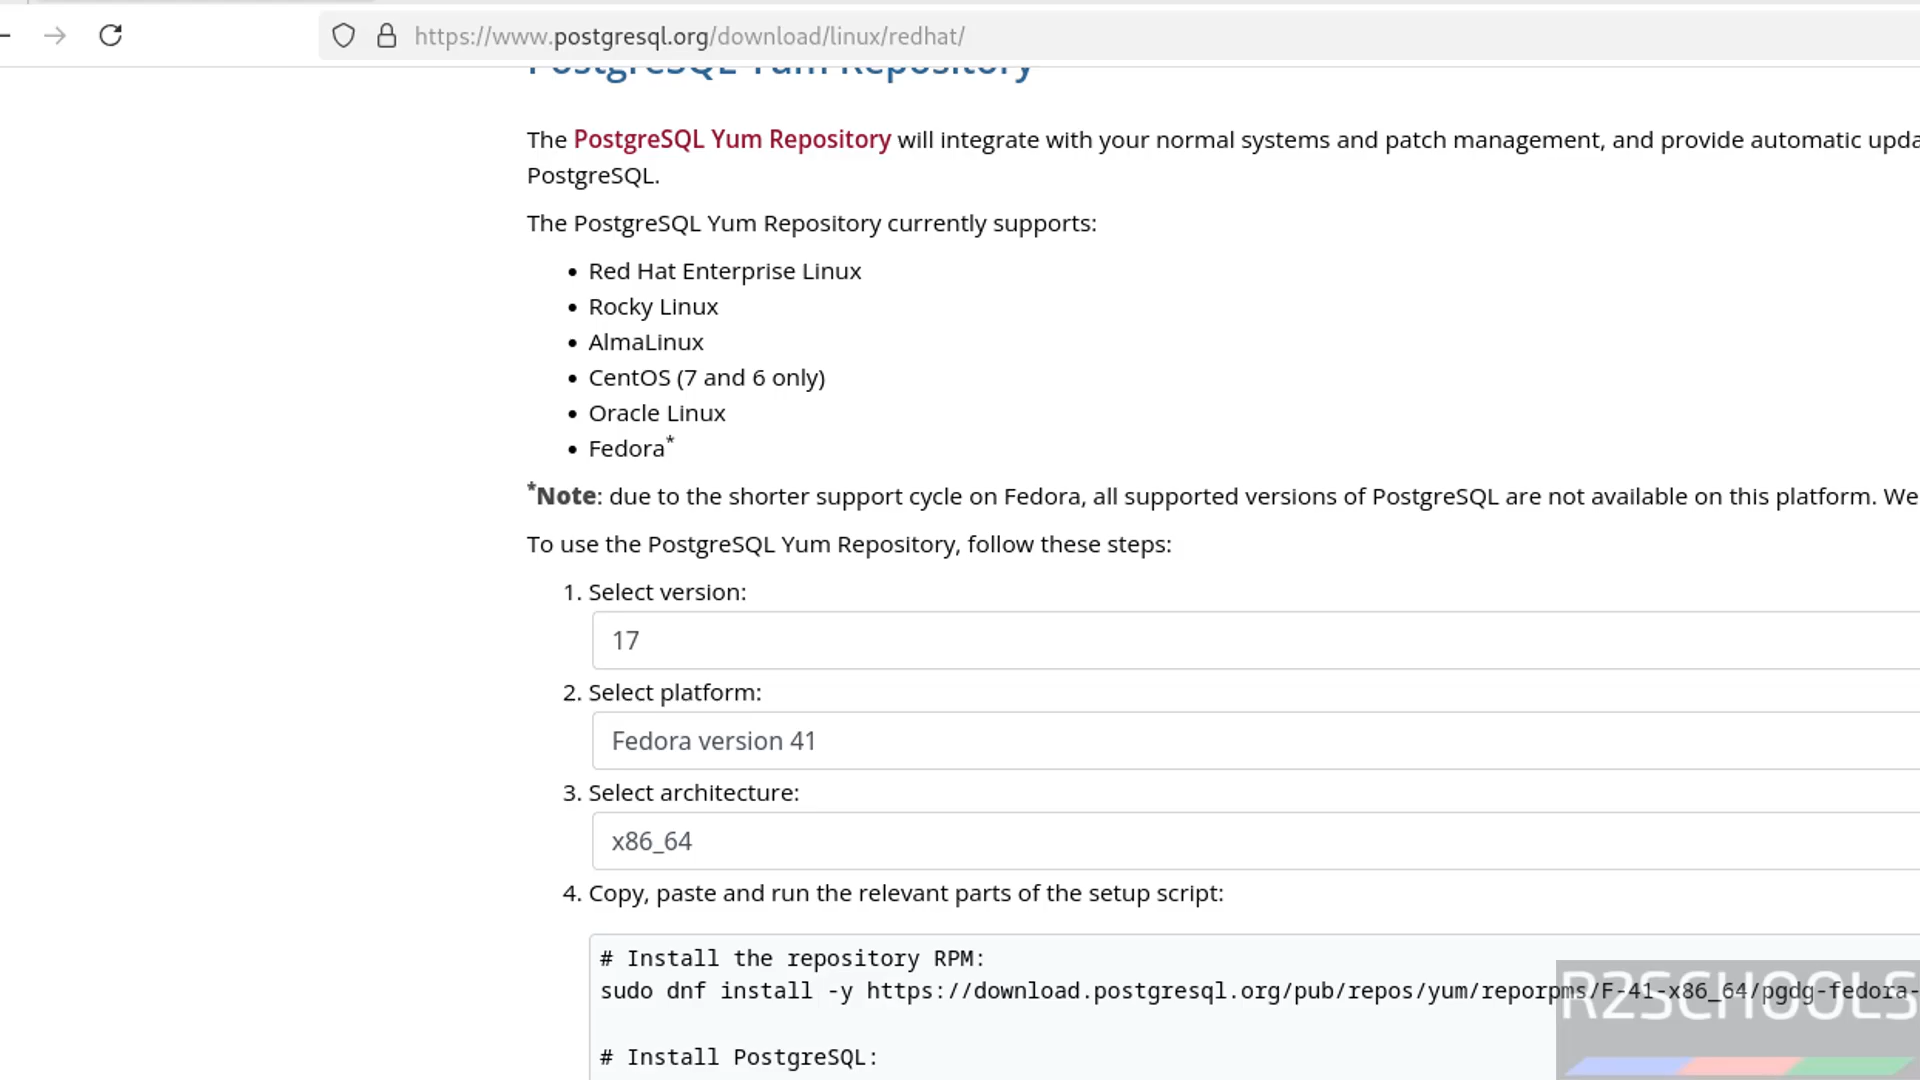 https://www.postgresql.org/download/linux/redhat/
PostgreSQL Yum Repository
The PostgreSQL Yum Repository will integrate with your normal systems and patch management, and provide automatic upda
PostgreSQL.
The PostgreSQL Yum Repository currently supports:
• Red Hat Enterprise Linux
• Rocky Linux
• AlmaLinux
• CentOS (7 and 6 only)
• Oracle Linux
• Fedora*
*Note: due to the shorter support cycle on Fedora, all supported versions of PostgreSQL are not available on this platform. We
To use the PostgreSQL Yum Repository, follow these steps:
1. Select version:
17
2. Select platform:
Fedora version 41
3. Select architecture:
x86_64
4. Copy, paste and run the relevant parts of the setup script:
# Install the repository RPM:
sudo dnf install -y https://download.postgresql.org/pub/repos/yum/reporpms/F-41-x86_64/pgdg-fedora-
R2SCHOOLS
# Install PostgreSQL: